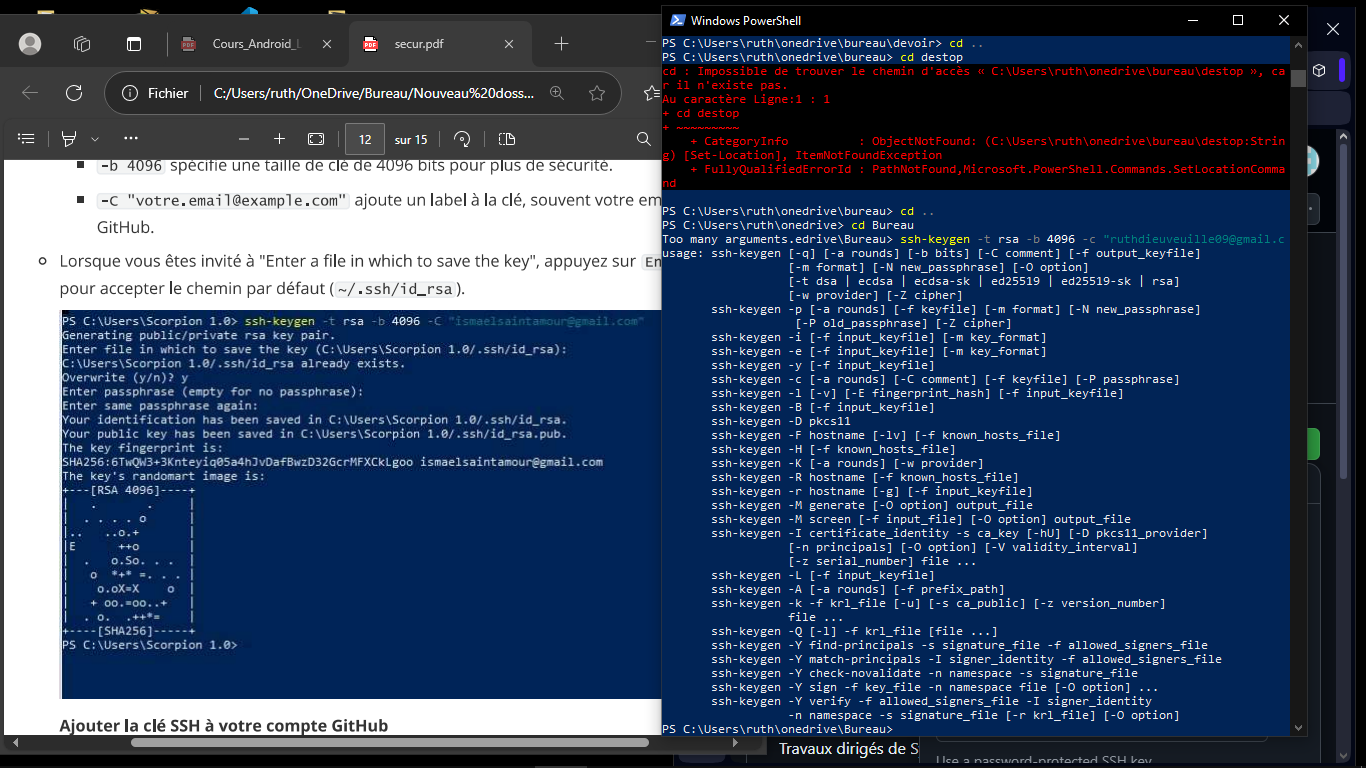 Cours_Android_L
secur.pdf
Fichier
C:/Users/ruth/OneDrive/Bureau/Nouveau%20doss...
12
sur 15
-b 4096 spécifie une taille de clé de 4096 bits pour plus de sécurité.
-C "votre.email@example.com" ajoute un label à la clé, souvent votre em
GitHub.
Lorsque vous êtes invité à "Enter a file in which to save the key", appuyez sur En
pour accepter le chemin par défaut (~/.ssh/id_rsa).
PS C:\Users\Scorpion 1.0> ssh-keygen -t rsa -b 4096 -C "ismaelsaintamour@gmail.com"
Generating public/private rsa key pair.
Enter file in which to save the key (C:\Users\Scorpion 1.0/.ssh/id_rsa):
C:\Users\Scorpion 1.0/.ssh/id_rsa already exists.
Overwrite (y/n)? y
Enter passphrase (empty for no passphrase):
Enter same passphrase again:
Your identification has been saved in C:\Users\Scorpion 1.0/.ssh/id_rsa.
Your public key has been saved in C:\Users\Scorpion 1.0/.ssh/id_rsa.pub.
The key fingerprint is:
SHA256:6TwQW3+3Knteyiq05a4hJvDafBwzD32GcrMFXCkLgoo ismaelsaintamour@gmail.com
The key's randomart image is:
+---[RSA 4096]----+
|   .       .     |
|  . . . . o      |
|..   ..o.+       |
|E      ++o       |
|  .   o.So. . .  |
|   o  *+* =. . . |
|    o.oX=X    o  |
|   + oo.=oo..+   |
|  . o.  .++*=    |
+----[SHA256]-----+
PS C:\Users\Scorpion 1.0>
Ajouter la clé SSH à votre compte GitHub
Windows PowerShell
PS C:\Users\ruth\onedrive\bureau\devoir> cd ..
PS C:\Users\ruth\onedrive\bureau> cd destop
cd : Impossible de trouver le chemin d'accès « C:\Users\ruth\onedrive\bureau\destop », ca
r il n'existe pas.
Au caractère Ligne:1 : 1
+ cd destop
+ ~~~~~~~~~
    + CategoryInfo          : ObjectNotFound: (C:\Users\ruth\onedrive\bureau\destop:Strin
g) [Set-Location], ItemNotFoundException
    + FullyQualifiedErrorId : PathNotFound,Microsoft.PowerShell.Commands.SetLocationComma
nd
PS C:\Users\ruth\onedrive\bureau> cd ..
PS C:\Users\ruth\onedrive> cd Bureau
Too many arguments.edrive\Bureau> ssh-keygen -t rsa -b 4096 -c "ruthdieuveuille09@gmail.c
usage: ssh-keygen [-q] [-a rounds] [-b bits] [-C comment] [-f output_keyfile]
                  [-m format] [-N new_passphrase] [-O option]
                  [-t dsa | ecdsa | ecdsa-sk | ed25519 | ed25519-sk | rsa]
                  [-w provider] [-Z cipher]
       ssh-keygen -p [-a rounds] [-f keyfile] [-m format] [-N new_passphrase]
                   [-P old_passphrase] [-Z cipher]
       ssh-keygen -i [-f input_keyfile] [-m key_format]
       ssh-keygen -e [-f input_keyfile] [-m key_format]
       ssh-keygen -y [-f input_keyfile]
       ssh-keygen -c [-a rounds] [-C comment] [-f keyfile] [-P passphrase]
       ssh-keygen -l [-v] [-E fingerprint_hash] [-f input_keyfile]
       ssh-keygen -B [-f input_keyfile]
       ssh-keygen -D pkcs11
       ssh-keygen -F hostname [-lv] [-f known_hosts_file]
       ssh-keygen -H [-f known_hosts_file]
       ssh-keygen -K [-a rounds] [-w provider]
       ssh-keygen -R hostname [-f known_hosts_file]
       ssh-keygen -r hostname [-g] [-f input_keyfile]
       ssh-keygen -M generate [-O option] output_file
       ssh-keygen -M screen [-f input_file] [-O option] output_file
       ssh-keygen -I certificate_identity -s ca_key [-hU] [-D pkcs11_provider]
                  [-n principals] [-O option] [-V validity_interval]
                  [-z serial_number] file ...
       ssh-keygen -L [-f input_keyfile]
       ssh-keygen -A [-a rounds] [-f prefix_path]
       ssh-keygen -k -f krl_file [-u] [-s ca_public] [-z version_number]
                  file ...
       ssh-keygen -Q [-l] -f krl_file [file ...]
       ssh-keygen -Y find-principals -s signature_file -f allowed_signers_file
       ssh-keygen -Y match-principals -I signer_identity -f allowed_signers_file
       ssh-keygen -Y check-novalidate -n namespace -s signature_file
       ssh-keygen -Y sign -f key_file -n namespace file [-O option] ...
       ssh-keygen -Y verify -f allowed_signers_file -I signer_identity
                  -n namespace -s signature_file [-r krl_file] [-O option]
PS C:\Users\ruth\onedrive\Bureau>
Travaux dirigés de S
Use a password-protected SSH key